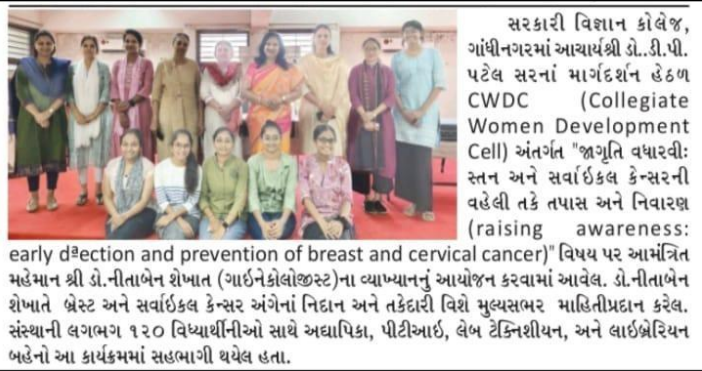 સરકારી વિજ્ઞાન કોલેજ,
ગાંધીનગરમાં આચાર્યશ્રી ડો..ડી.પી.
પટેલ સરનાં માર્ગદર્શન હેઠળ
CWDC (Collegiate
Women Development
Cell) અંતર્ગત "જાગૃતિ વધારવીઃ
સ્તન અને સર્વાઇકલ કેન્સરની
વહેલી તકે તપાસ અને નિવારણ
(raising awareness:
early dªection and prevention of breast and cervical cancer)" વિષય પર આમંત્રિત
મહેમાન શ્રી ડો.નીતાબેન શેખાત (ગાઇનેકોલોજીસ્ટ)ના વ્યાખ્યાનનું આયોજન કરવામાં આવેલ. ડો.નીતાબેન
શેખાતે બ્રેસ્ટ અને સર્વાઇકલ કેન્સર અંગેનાં નિદાન અને તકેદારી વિશે મુલ્યસભર માહિતીપ્રદાન કરેલ.
સંસ્થાની લગભગ ૧૨૦ વિધ્યાર્થીનીઓ સાથે અધ્યાપિકા, પીટીઆઇ, લેબ ટેક્નિશીયન, અને લાઇબ્રેરિયન
બહેનો આ કાર્યક્રમમાં સહભાગી થયેલ હતા.